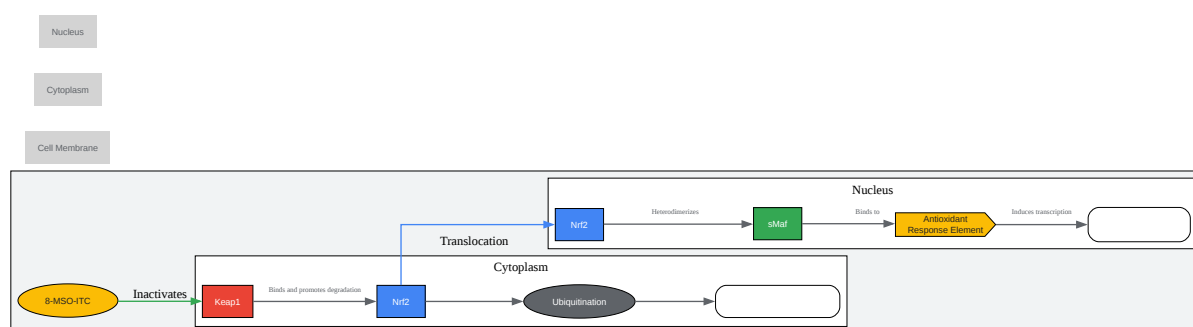 Nucleus
Cytoplasm
Cell Membrane
Nucleus
Nrf2
Heterodimerizes
sMaf
Binds to
Antioxidant
Response Element
Induces transcription
Translocation
Cytoplasm
8-MSO-ITC
Inactivates
Keap1
Binds and promotes degradation
Nrf2
Ubiquitination